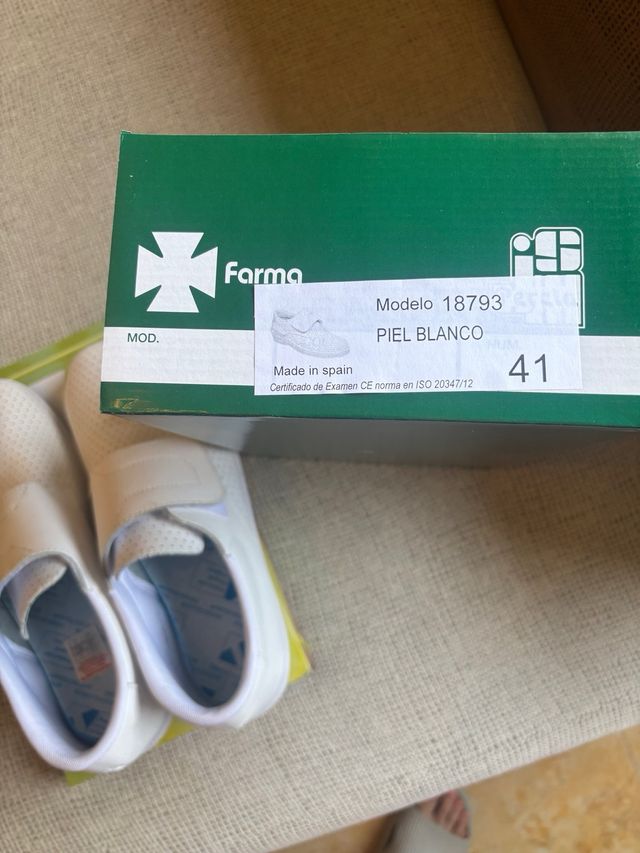 Farma
Modelo 18793
PIEL BLANCO
MOD.
NUM.
Made in spain
41
Certificado de Examen CE norma en ISO 20347/12